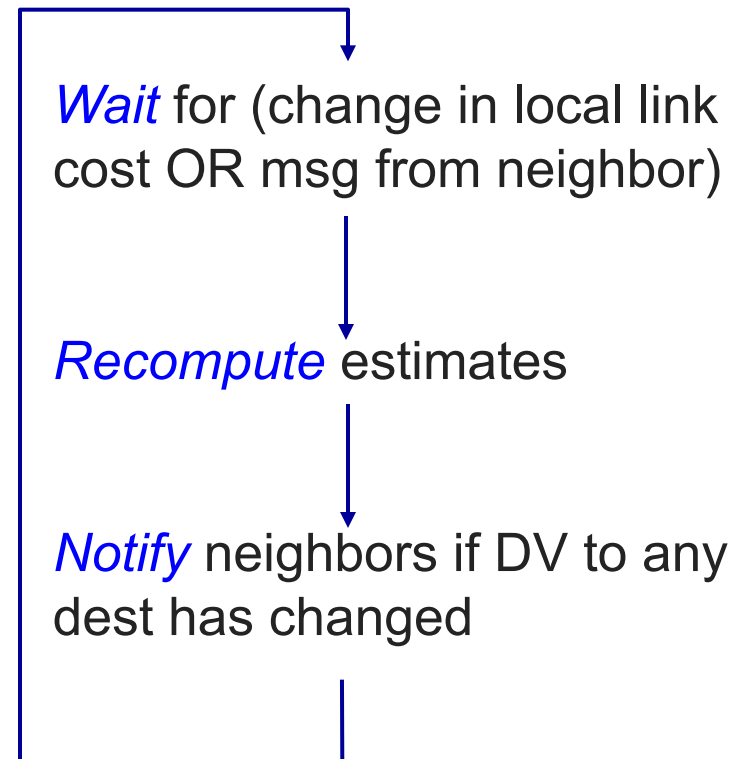 Wait for (change in local link
cost OR msg from neighbor)
Recompute estimates
Notify neighbors if DV to any
dest has changed